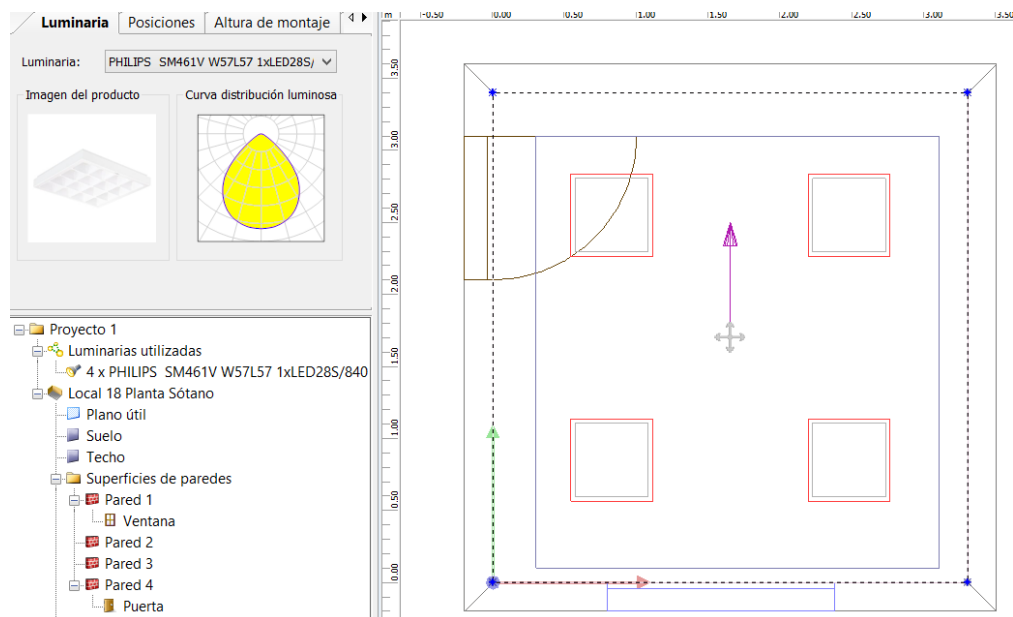 Luminaria Posiciones Altura de montaje
Luminaria: PHILIPS SM461V W57L57 1xLED28S/
Imagen del producto Curva distribución luminosa
Proyecto 1
Luminarias utilizadas
4 x PHILIPS SM461V W57L57 1xLED28S/840
Local 18 Planta Sótano
Plano útil
Suelo
Techo
Superficies de paredes
Pared 1
Ventana
Pared 2
Pared 3
Pared 4
Puerta
m -0.50 0.00 0.50 1.00 1.50 2.00 2.50 3.00 3.50
3.50
3.00
2.50
2.00
1.50
1.00
0.50
0.00